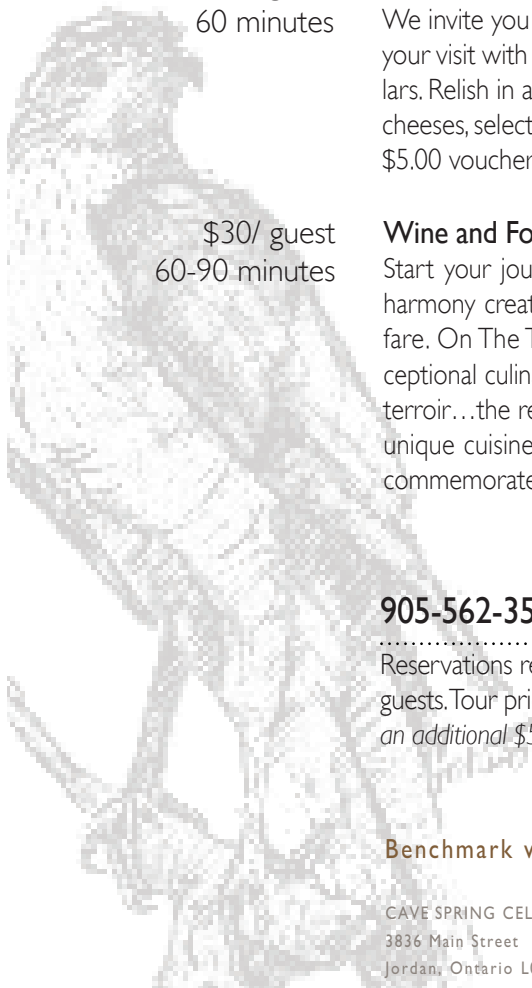 60 minutes
We invite you
your visit with
lars. Relish in a
cheeses, select
$5.00 voucher
$30/ guest
60-90 minutes
Wine and Fo
Start your jou
harmony creat
fare. On The T
ceptional culin
terroir…the re
unique cuisine
commemorate
905-562-35
Reservations re
guests. Tour pri
an additional $5
Benchmark w
CAVE SPRING CEL
3836 Main Street
Jordan, Ontario L0